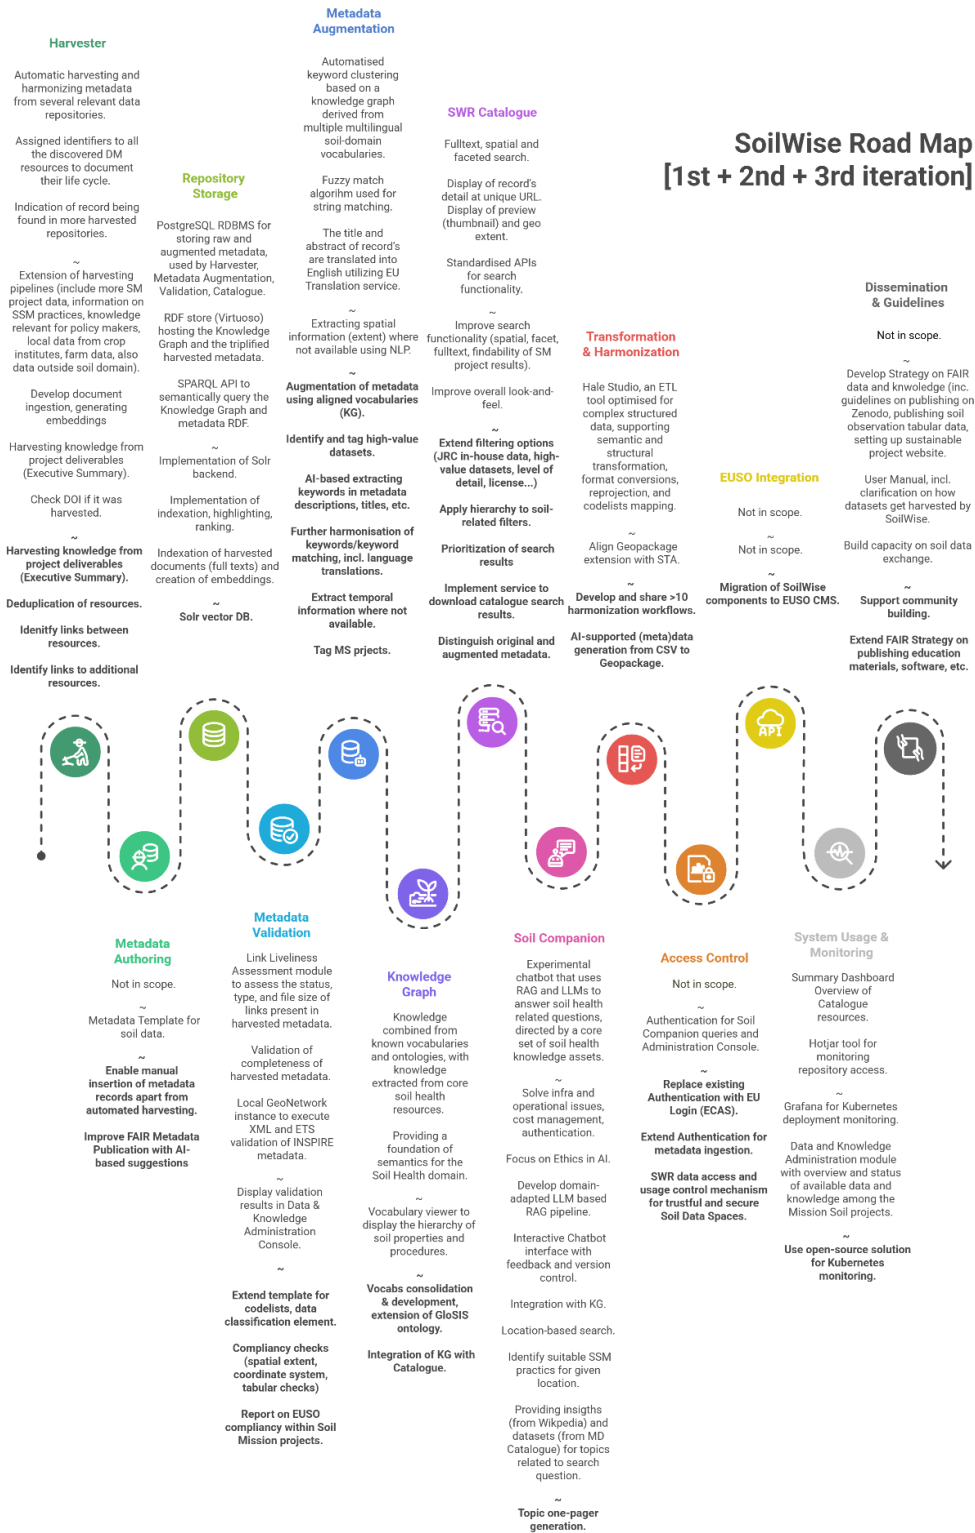 SoilWise Road Map
[1st + 2nd + 3rd iteration]
Harvester
Automatic harvesting and
harmonizing metadata
from several relevant data
repositories.
Assigned identifiers to all
the discovered DM
resources to document
their life cycle.
Indication of record being
found in more harvested
repositories.
~
Extension of harvesting
pipelines (include more SM
project data, information on
SSM practices, knowledge
relevant for policy makers,
local data from crop
institutes, farm data, also
data outside soil domain).
Develop document
ingestion, generating
embeddings
Harvesting knowledge from
project deliverables
(Executive Summary).
Check DOI if it was
harvested.
~
Harvesting knowledge from
project deliverables
(Executive Summary).
Deduplication of resources.
Idenitfy links between
resources.
Identify links to additional
resources.
Repository
Storage
PostgreSQL RDBMS for
storing raw and
augmented metadata,
used by Harvester,
Metadata Augmentation,
Validation, Catalogue.
RDF store (Virtuoso)
hosting the Knowledge
Graph and the triplified
harvested metadata.
SPARQL API to
semantically query the
Knowledge Graph and
metadata RDF.
~
Implementation of Solr
backend.
Implementation of
indexation, highlighting,
ranking.
Indexation of harvested
documents (full texts) and
creation of embeddings.
~
Solr vector DB.
Metadata
Augmentation
Automatised
keyword clustering
based on a
knowledge graph
derived from
multiple multilingual
soil-domain
vocabularies.
Fuzzy match
algorihm used for
string matching.
The title and
abstract of record's
are translated into
English utilizing EU
Translation service.
~
Extracting spatial
information (extent) where
not available using NLP.
~
Augmentation of metadata
using aligned vocabularies
(KG).
Identify and tag high-value
datasets.
AI-based extracting
keywords in metadata
descriptions, titles, etc.
Further harmonisation of
keywords/keyword
matching, incl. language
translations.
Extract temporal
information where not
available.
Tag MS prjects.
SWR Catalogue
Fulltext, spatial and
faceted search.
Display of record's
detail at unique URL.
Display of preview
(thumbnail) and geo
extent.
Standardised APIs
for search
functionality.
~
Improve search
functionality (spatial, facet,
fulltext, findability of SM
project results).
Improve overall look-and-
feel.
~
Extend filtering options
(JRC in-house data, high-
value datasets, level of
detail, license...)
Apply hierarchy to soil-
related filters.
Prioritization of search
results
Implement service to
download catalogue search
results.
Distinguish original and
augmented metadata.
Transformation
& Harmonization
Hale Studio, an ETL
tool optimised for
complex structured
data, supporting
semantic and
structural
transformation,
format conversions,
reprojection, and
codelists mapping.
~
Align Geopackage
extension with STA.
~
Develop and share >10
harmonization workflows.
AI-supported (meta)data
generation from CSV to
Geopackage.
EUSO Integration
Not in scope.
~
Not in scope.
~
Migration of SoilWise
components to EUSO CMS.
Dissemination
& Guidelines
Not in scope.
~
Develop Strategy on FAIR
data and knwoledge (inc.
guidelines on publishing on
Zenodo, publishing soil
observation tabular data,
setting up sustainable
project website.
User Manual, incl.
clarification on how
datasets get harvested by
SoilWise.
Build capacity on soil data
exchange.
~
Support community
building.
Extend FAIR Strategy on
publishing education
materials, software, etc.
API
Metadata
Authoring
Not in scope.
~
Metadata Template for
soil data.
~
Enable manual
insertion of metadata
records apart from
automated harvesting.
Improve FAIR Metadata
Publication with AI-
based suggestions
Metadata
Validation
Link Liveliness
Assessment module
to assess the status,
type, and file size of
links present in
harvested metadata.
Validation of
completeness of
harvested metadata.
Local GeoNetwork
instance to execute
XML and ETS
validation of INSPIRE
metadata.
~
Display validation
results in Data &
Knowledge
Administration
Console.
~
Extend template for
codelists, data
classification element.
Compliancy checks
(spatial extent,
coordinate system,
tabular checks)
Report on EUSO
compliancy within Soil
Mission projects.
Knowledge
Graph
Knowledge
combined from
known vocabularies
and ontologies, with
knowledge
extracted from core
soil health
resources.
Providing a
foundation of
semantics for the
Soil Health domain.
~
Vocabulary viewer to
display the hierarchy of
soil properties and
procedures.
~
Vocabs consolidation
& development,
extension of GloSIS
ontology.
Integration of KG with
Catalogue.
Soil Companion
Experimental
chatbot that uses
RAG and LLMs to
answer soil health
related questions,
directed by a core
set of soil health
knowledge assets.
~
Solve infra and
operational issues,
cost management,
authentication.
Focus on Ethics in AI.
Develop domain-
adapted LLM based
RAG pipeline.
Interactive Chatbot
interface with
feedback and version
control.
Integration with KG.
Location-based search.
Identify suitable SSM
practics for given
location.
Providing insigths
(from Wikpedia) and
datasets (from MD
Catalogue) for topics
related to search
question.
~
Topic one-pager
generation.
Access Control
Not in scope.
~
Authentication for Soil
Companion queries and
Administration Console.
~
Replace existing
Authentication with EU
Login (ECAS).
Extend Authentication for
metadata ingestion.
SWR data access and
usage control mechanism
for trustful and secure
Soil Data Spaces.
System Usage &
Monitoring
Summary Dashboard
Overview of
Catalogue
resources.
Hotjar tool for
monitoring
repository access.
~
Grafana for Kubernetes
deployment monitoring.
Data and Knowledge
Administration module
with overview and status
of available data and
knowledge among the
Mission Soil projects.
~
Use open-source solution
for Kubernetes
monitoring.